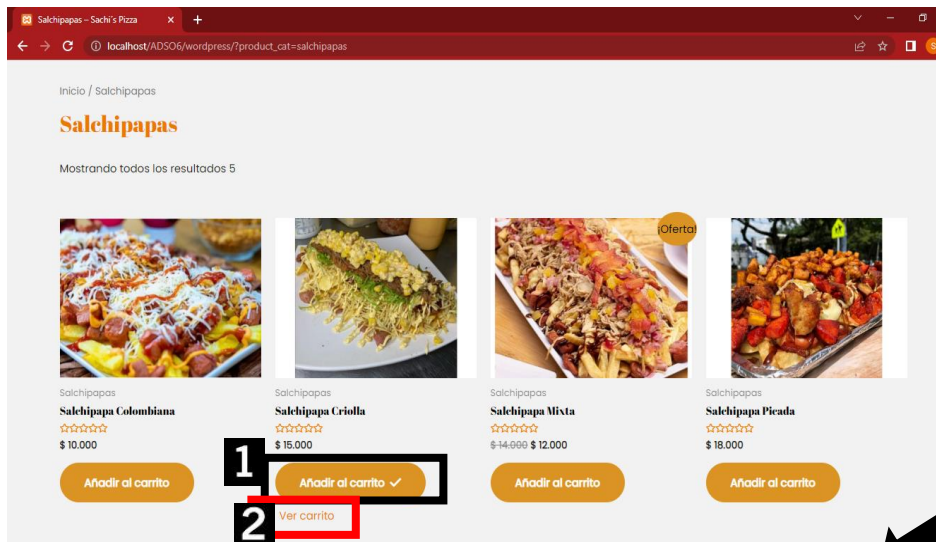 Salchipapas – Sachi's Pizza
localhost/ADSO6/wordpress/?product_cat=salchipapas
S
Inicio / Salchipapas
Salchipapas
Mostrando todos los resultados 5
¡Oferta!
Salchipapas Salchipapas Salchipapas Salchipapas
Salchipapa Colombiana Salchipapa Criolla Salchipapa Mixta Salchipapa Picada
$ 10.000 $ 15.000 $ 14.000 $ 12.000 $ 18.000
1
Añadir al carrito Añadir al carrito Añadir al carrito Añadir al carrito
2
Ver carrito